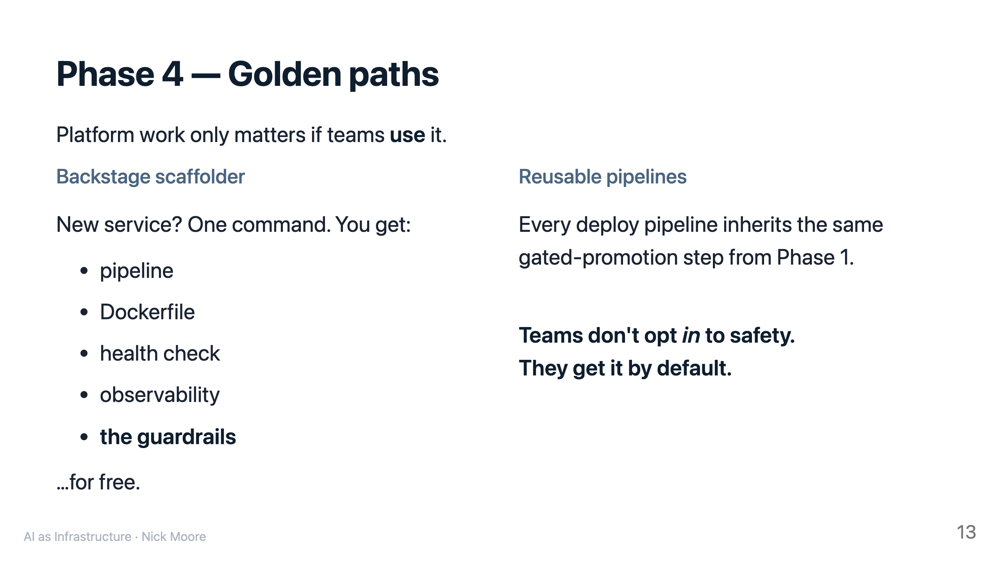 Phase 4 — Golden paths
Platform work only matters if teams use it.
Backstage scaffolder
New service? One command. You get:
• pipeline
• Dockerfile
• health check
• observability
• the guardrails
…for free.
Reusable pipelines
Every deploy pipeline inherits the same
gated-promotion step from Phase 1.
Teams don't opt in to safety.
They get it by default.
AI as Infrastructure · Nick Moore
13